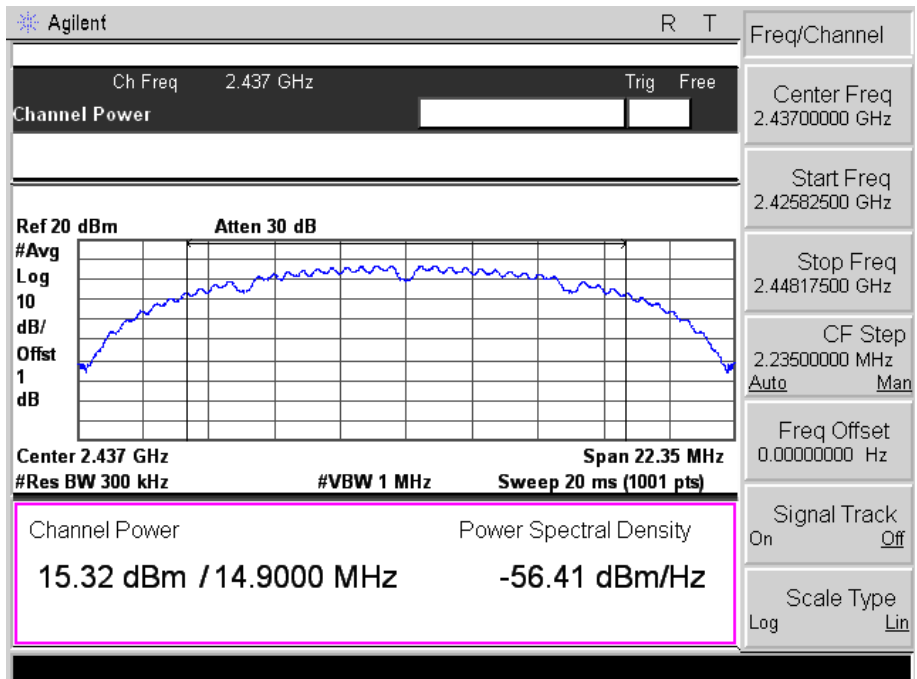 Agilent R T
Ch Freq 2.437 GHz Trig Free
Channel Power
Ref 20 dBm Atten 30 dB
#Avg
Log
10
dB/
Offst
1
dB
Center 2.437 GHz Span 22.35 MHz
#Res BW 300 kHz #VBW 1 MHz Sweep 20 ms (1001 pts)
Channel Power Power Spectral Density
15.32 dBm / 14.9000 MHz -56.41 dBm/Hz
Freq/Channel
Center Freq
2.43700000 GHz
Start Freq
2.42582500 GHz
Stop Freq
2.44817500 GHz
CF Step
2.23500000 MHz
Auto Man
Freq Offset
0.00000000 Hz
Signal Track
On Off
Scale Type
Log Lin